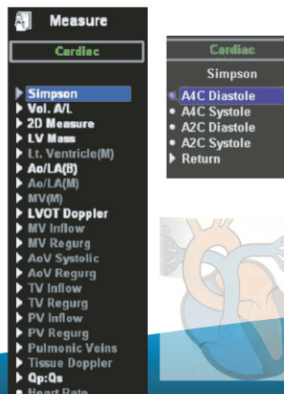 Measure
Cardiac
Simpson
Vol. A/L
2D Measure
LV Mass
Lt. Ventricle(M)
Ao/LA(B)
Ao/LA(M)
MV(M)
LVOT Doppler
MV Inflow
MV Regurg
AoV Systolic
AoV Regurg
TV Inflow
TV Regurg
PV Inflow
PV Regurg
Pulmonic Veins
Tissue Doppler
Qp:Qs
Heart Rate
Cardiac
Simpson
A4C Diastole
A4C Systole
A2C Diastole
A2C Systole
Return